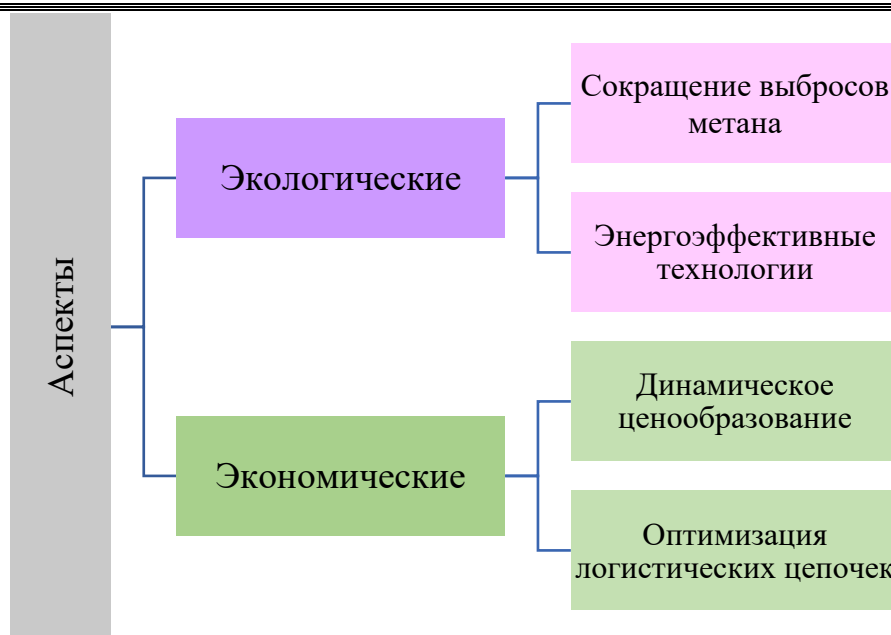 Аспекты
Экологические
Сокращение выбросов
метана
Энергоэффективные
технологии
Экономические
Динамическое
ценообразование
Оптимизация
логистических цепочек